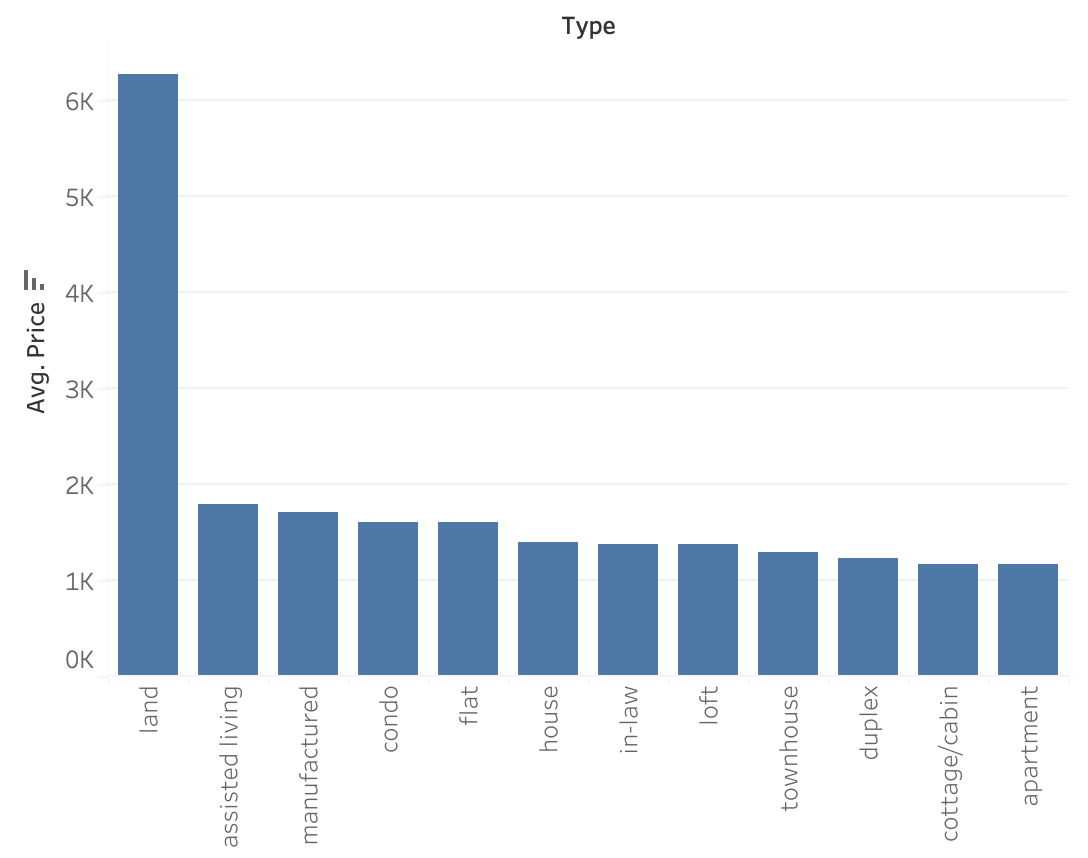 Type
Avg. Price
6K
5K
4K
3K
2K
1K
0K
land
assisted living
manufactured
condo
flat
house
in-law
loft
townhouse
duplex
cottage/cabin
apartment